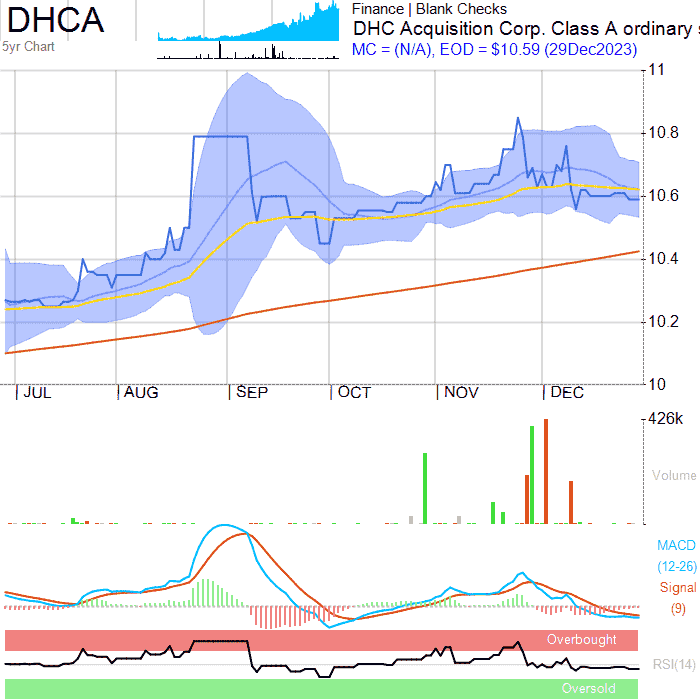 DHCA
5yr Chart
Finance | Blank Checks
DHC Acquisition Corp. Class A ordinary s
MC = (N/A), EOD = $10.59 (29Dec2023)
11
10.8
10.6
10.4
10.2
10
JUL
AUG
SEP
OCT
NOV
DEC
426k
Volume
MACD
(12-26)
Signal
(9)
Overbought
RSI(14)
Oversold